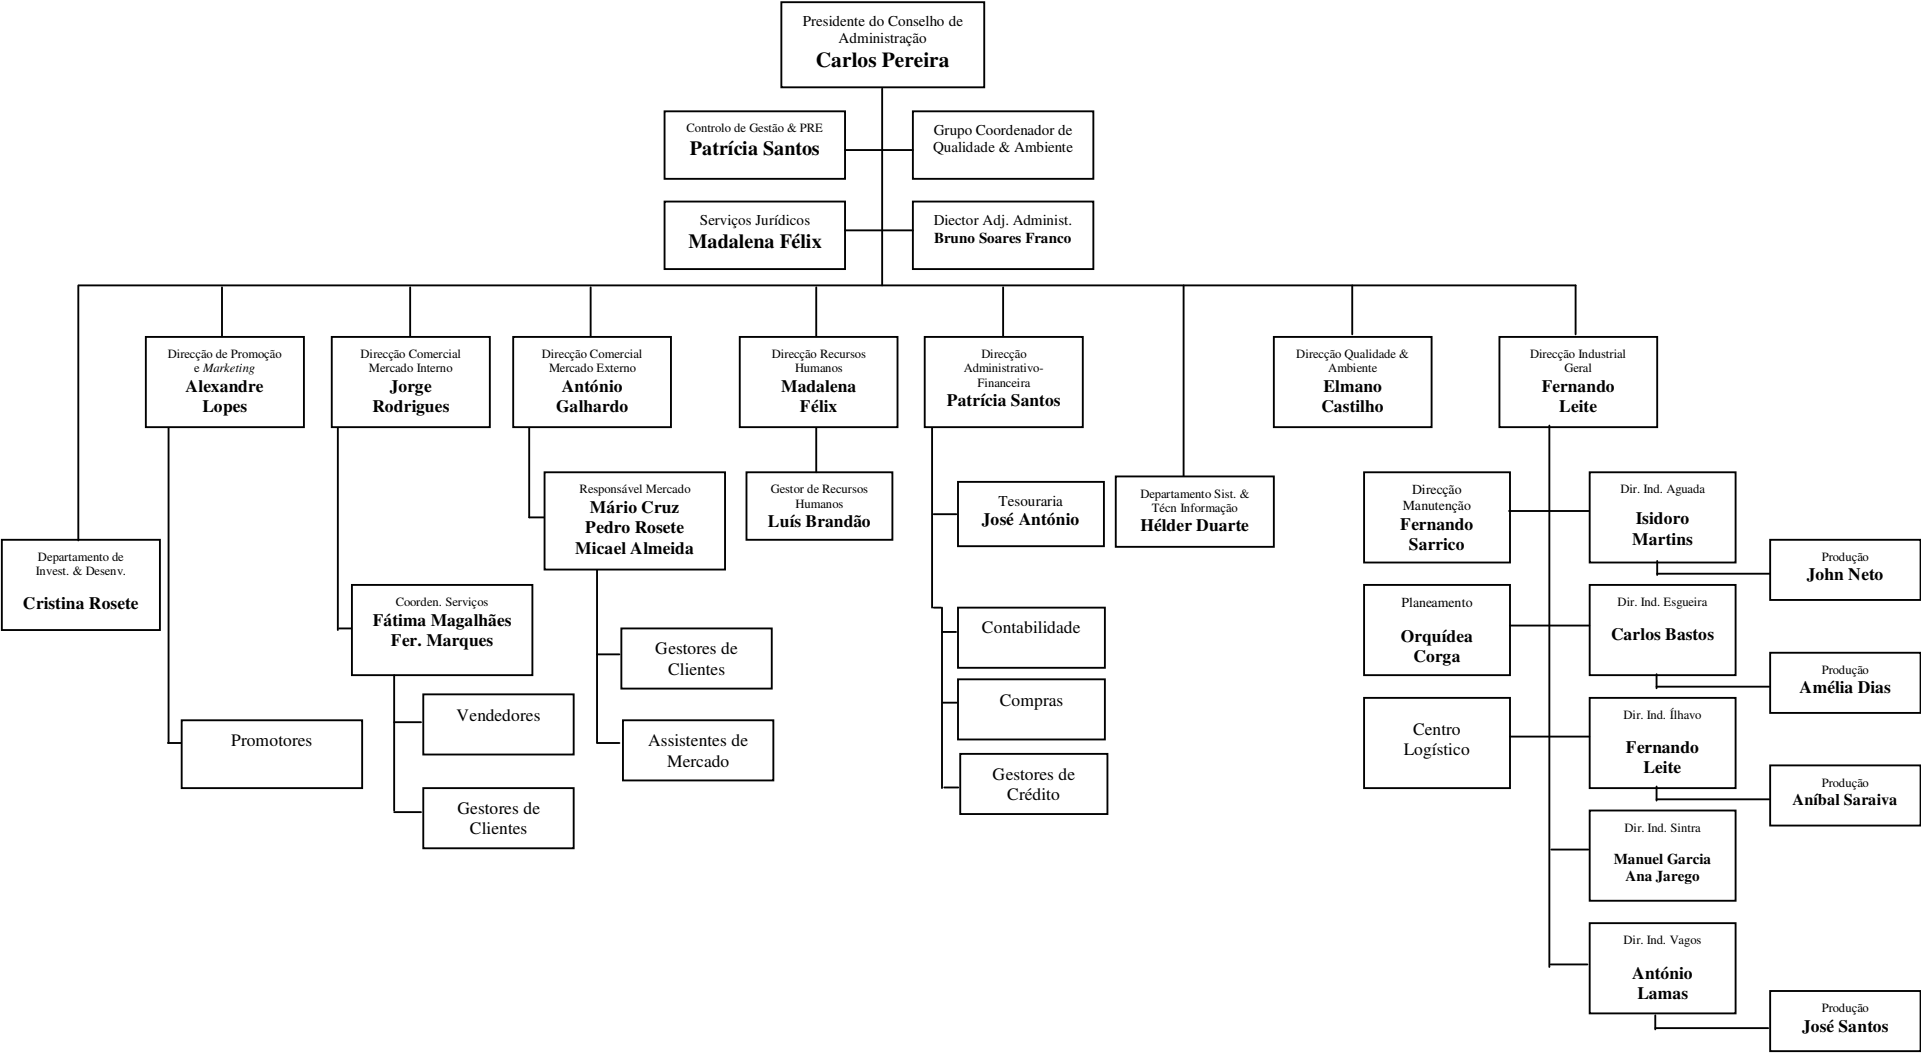 Presidente do Conselho de
Administração
Carlos Pereira
Controlo de Gestão & PRE
Patrícia Santos
Grupo Coordenador de
Qualidade & Ambiente
Serviços Jurídicos
Madalena Félix
Diector Adj. Administ.
Bruno Soares Franco
Direcção de Promoção
e Marketing
Alexandre
Lopes
Direcção Comercial
Mercado Interno
Jorge
Rodrigues
Direcção Comercial
Mercado Externo
António
Galhardo
Direcção Recursos
Humanos
Madalena
Félix
Direcção
Administrativo-
Financeira
Patrícia Santos
Direcção Qualidade &
Ambiente
Elmano
Castilho
Direcção Industrial
Geral
Fernando
Leite
Departamento de
Invest. & Desenv.
Cristina Rosete
Promotores
Coorden. Serviços
Fátima Magalhães
Fer. Marques
Vendedores
Gestores de
Clientes
Responsável Mercado
Mário Cruz
Pedro Rosete
Micael Almeida
Gestores de
Clientes
Assistentes de
Mercado
Gestor de Recursos
Humanos
Luís Brandão
Tesouraria
José António
Contabilidade
Compras
Gestores de
Crédito
Departamento Sist. &
Técn Informação
Hélder Duarte
Direcção
Manutenção
Fernando
Sarrico
Planeamento
Orquídea
Corga
Centro
Logístico
Dir. Ind. Aguada
Isidoro
Martins
Produção
John Neto
Dir. Ind. Esgueira
Carlos Bastos
Produção
Amélia Dias
Dir. Ind. Ílhavo
Fernando
Leite
Produção
Aníbal Saraiva
Dir. Ind. Sintra
Manuel Garcia
Ana Jarego
Dir. Ind. Vagos
António
Lamas
Produção
José Santos